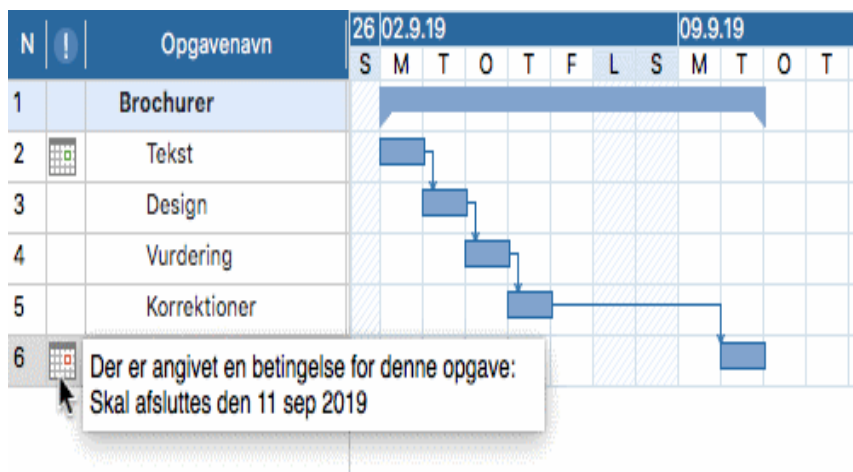 N ! Opgavenavn 26 02.9.19 09.9.19
S M T O T F L S M T O T
1 Brochurer
2 Tekst
3 Design
4 Vurdering
5 Korrektioner
6 Der er angivet en betingelse for denne opgave:
Skal afsluttes den 11 sep 2019